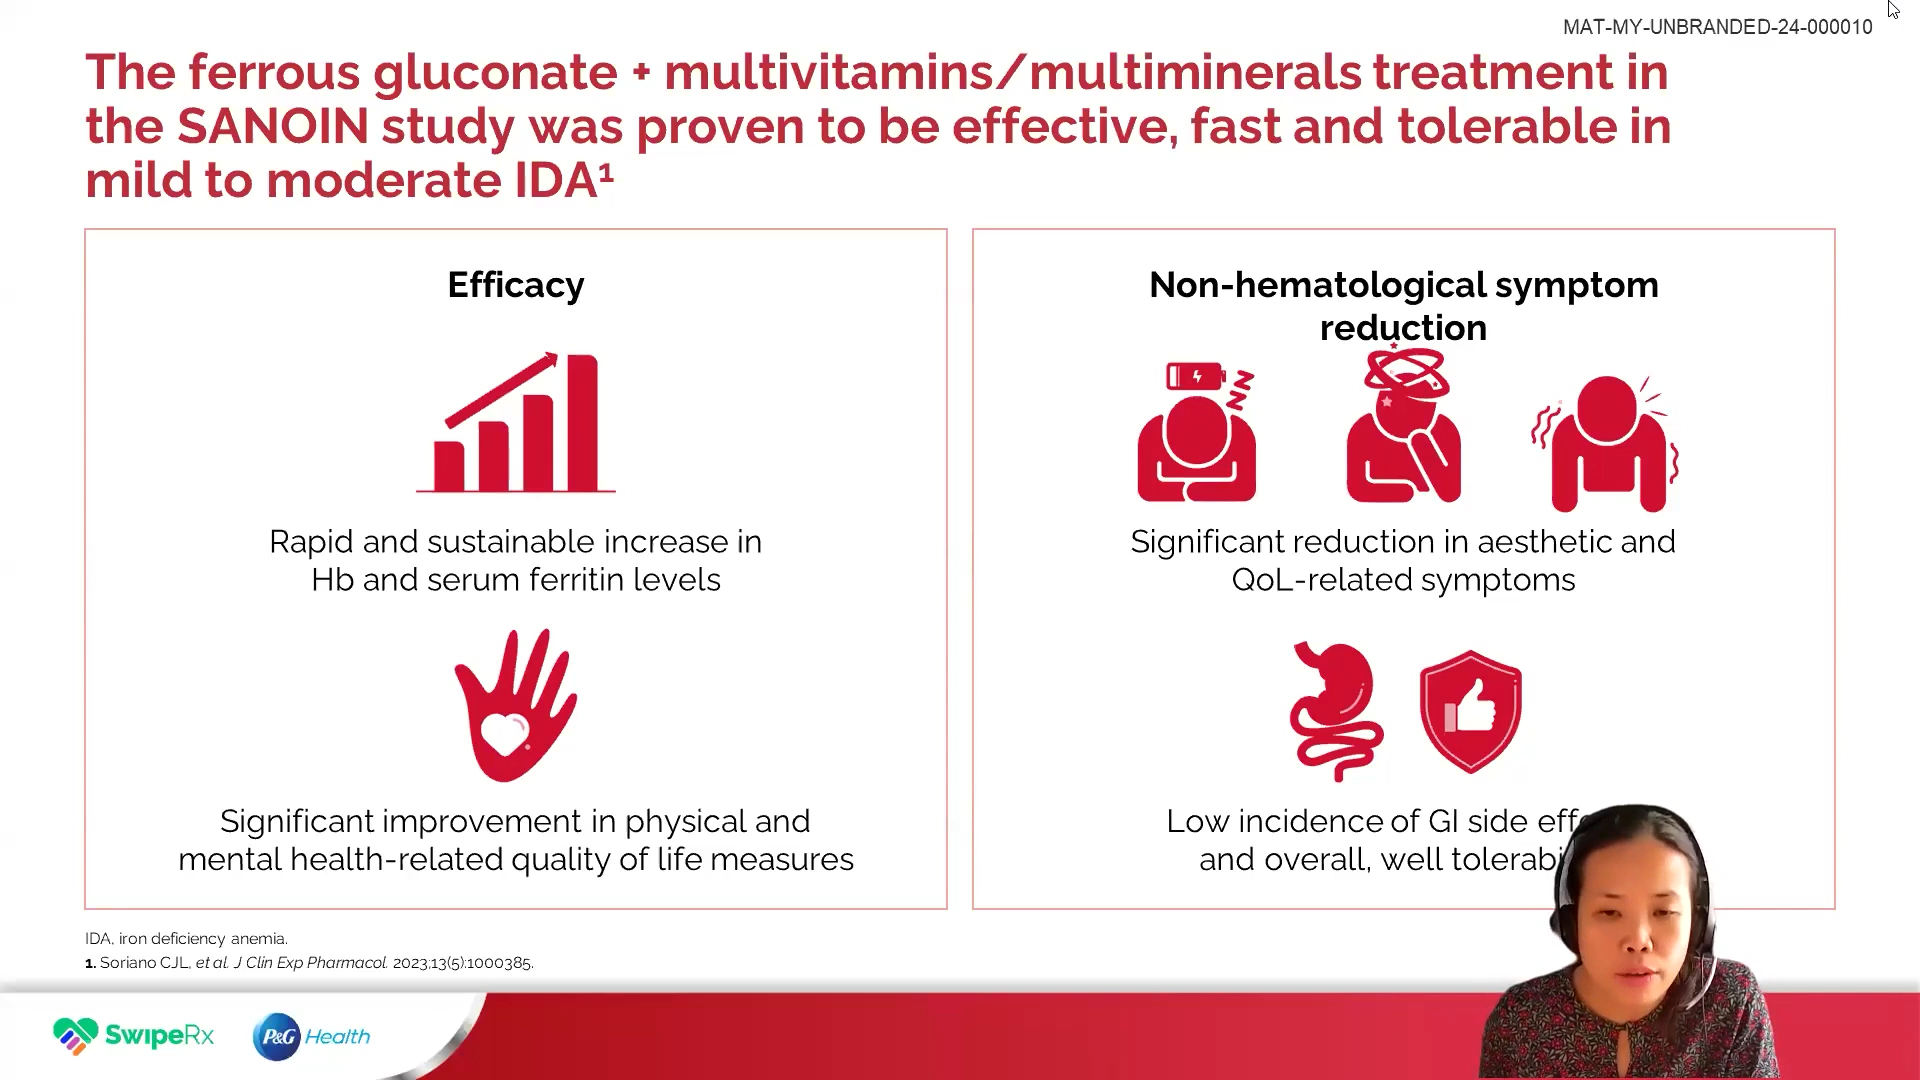 MAT-MY-UNBRANDED-24-000010
The ferrous gluconate + multivitamins/multiminerals treatment in
the SANOIN study was proven to be effective, fast and tolerable in
mild to moderate IDA¹
Efficacy
Rapid and sustainable increase in
Hb and serum ferritin levels
Significant improvement in physical and
mental health-related quality of life measures
Non-hematological symptom
reduction
Significant reduction in aesthetic and
QoL-related symptoms
Low incidence of GI side
and overall, well
IDA, iron deficiency anemia.
1. Soriano CJL, et al. J Clin Exp Pharmacol. 2023;13(5):1000385.
SwipeRx
P&G Health